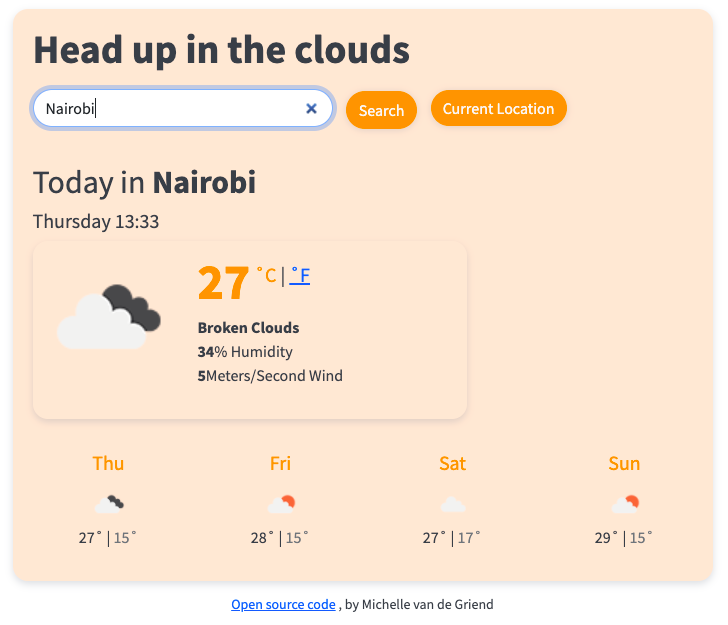 Head up in the clouds
Nairobi
Search
Current Location
Today in Nairobi
Thursday 13:33
27 °C | °F
Broken Clouds
34% Humidity
5Meters/Second Wind
Thu Fri Sat Sun
27° | 15° 28° | 15° 27° | 17° 29° | 15°
Open source code , by Michelle van de Griend